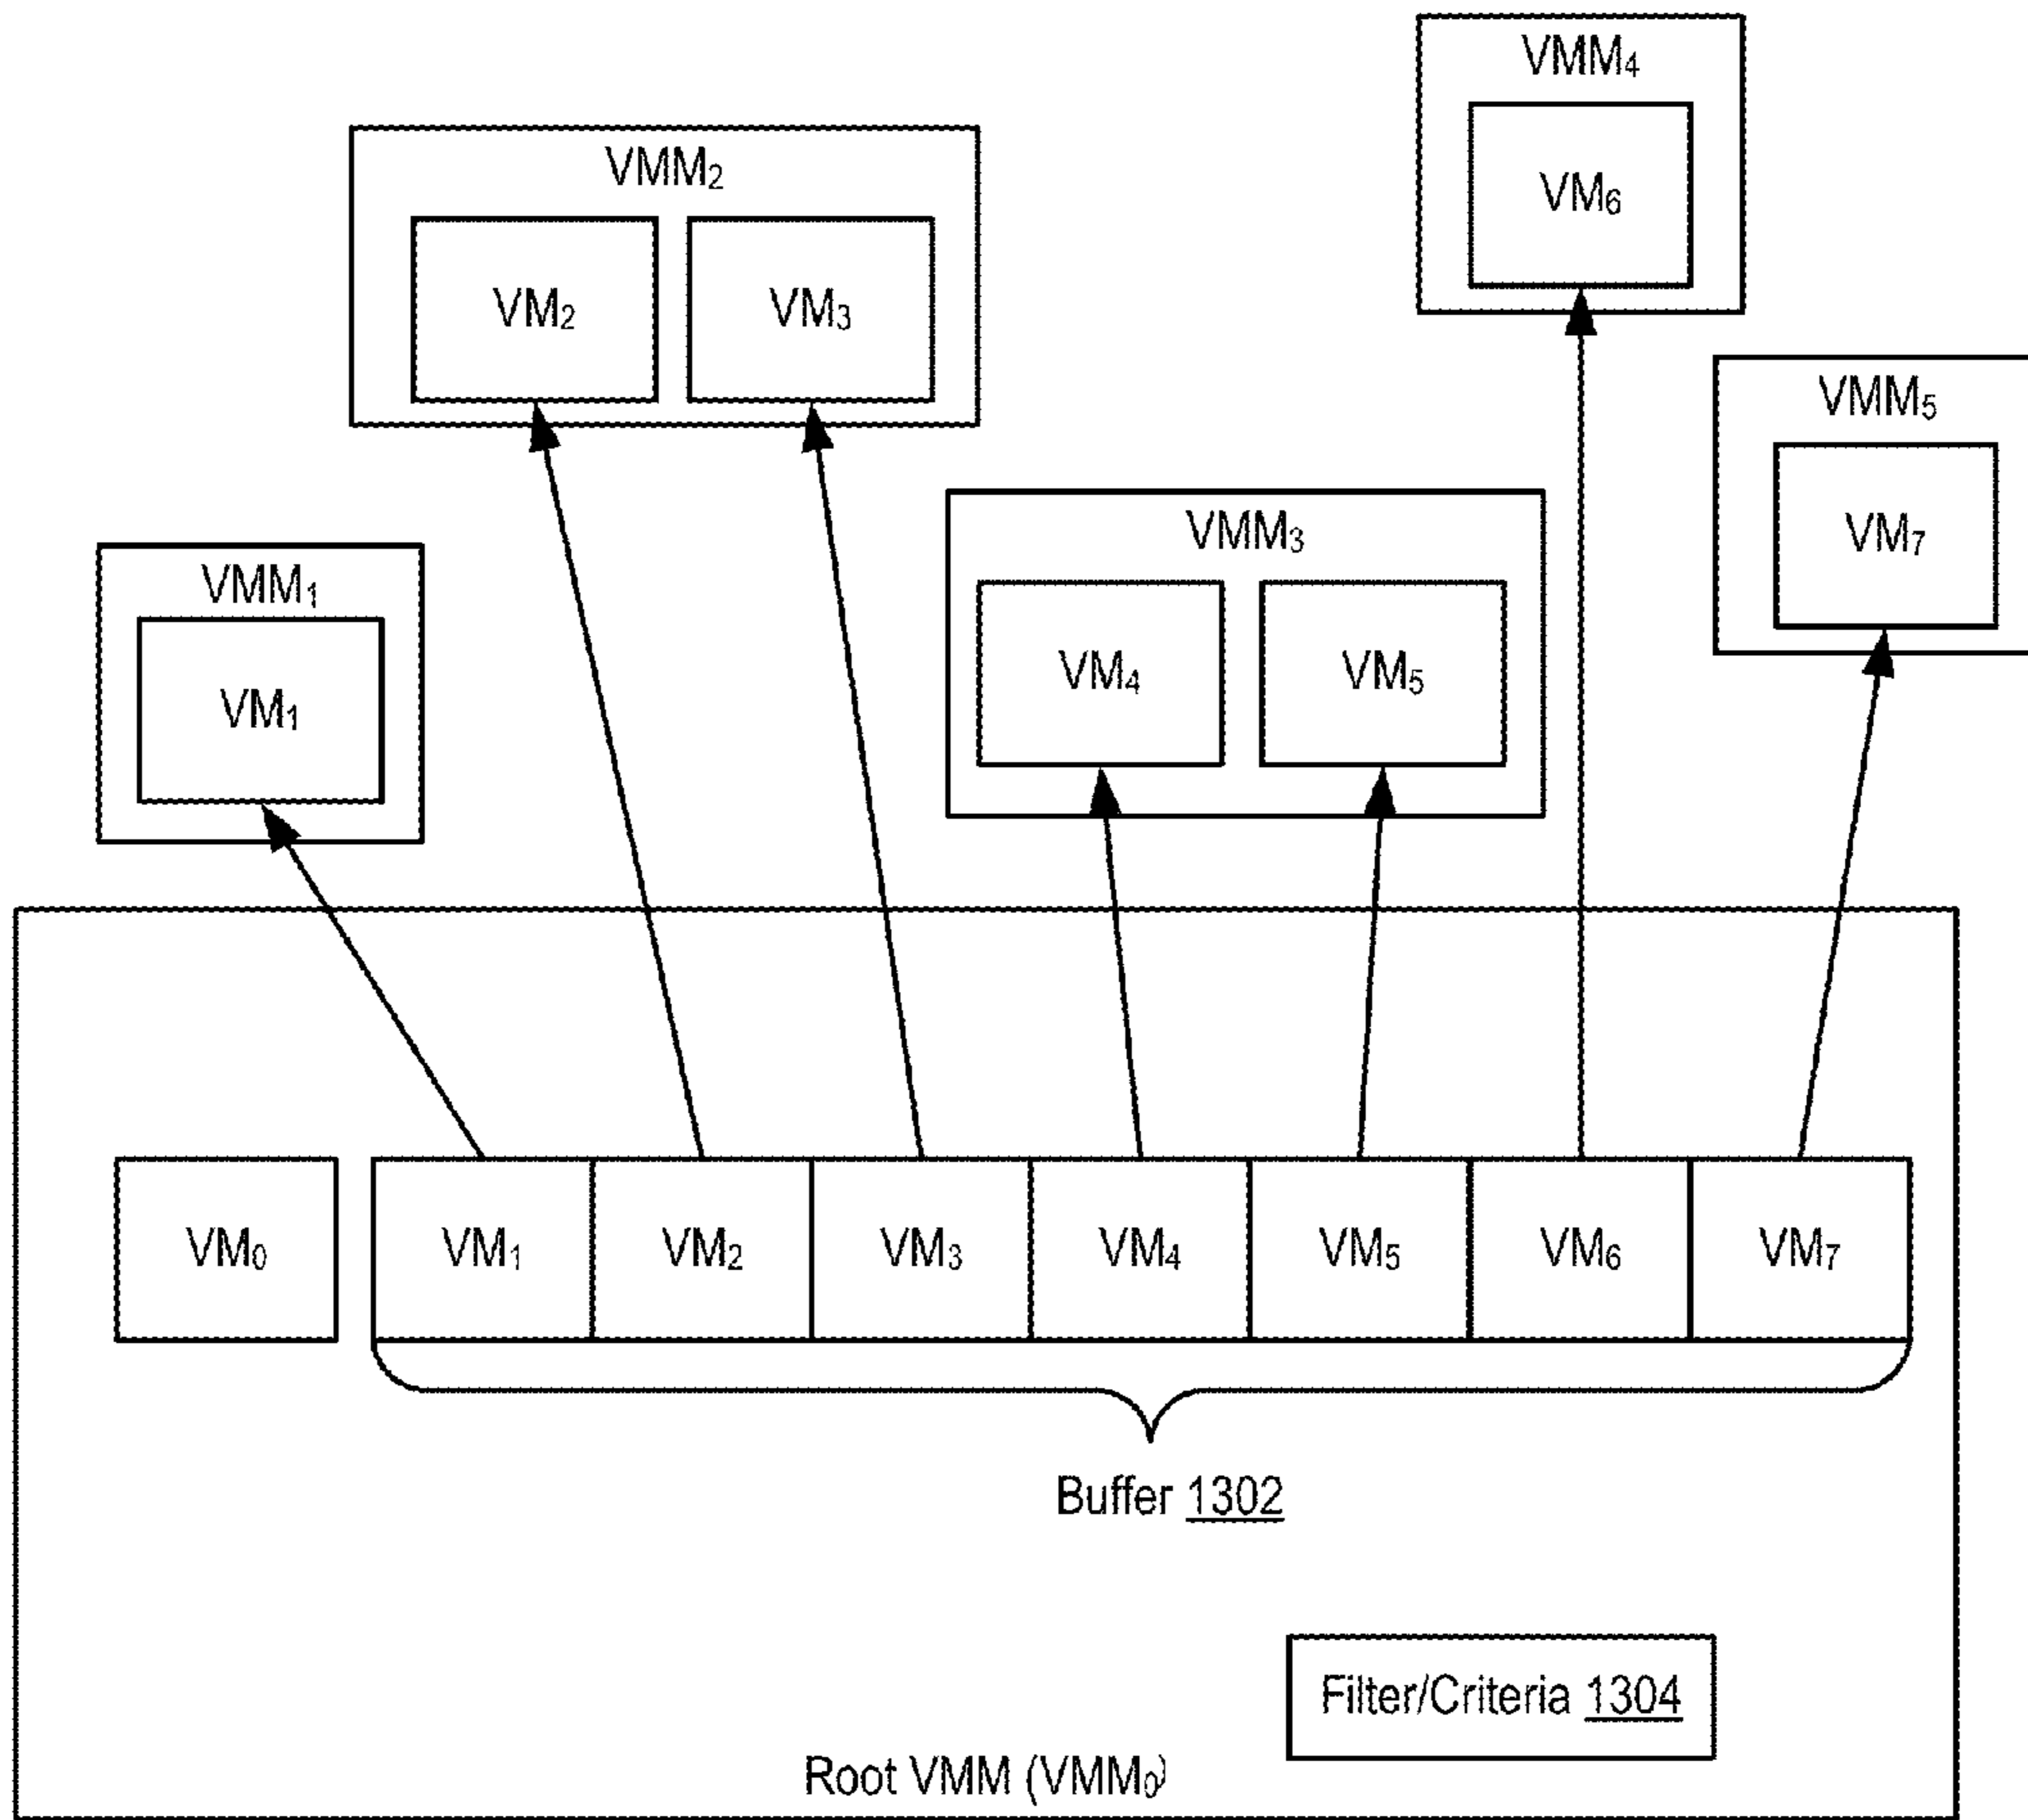 VMM₄
VM₆
VMM₂
VM₂ VM₃
VMM₅
VM₇
VMM₃
VM₄ VM₅
VMM₁
VM₁
VM₀ VM₁ VM₂ VM₃ VM₄ VM₅ VM₆ VM₇
Buffer 1302
Filter/Criteria 1304
Root VMM (VMM₀)